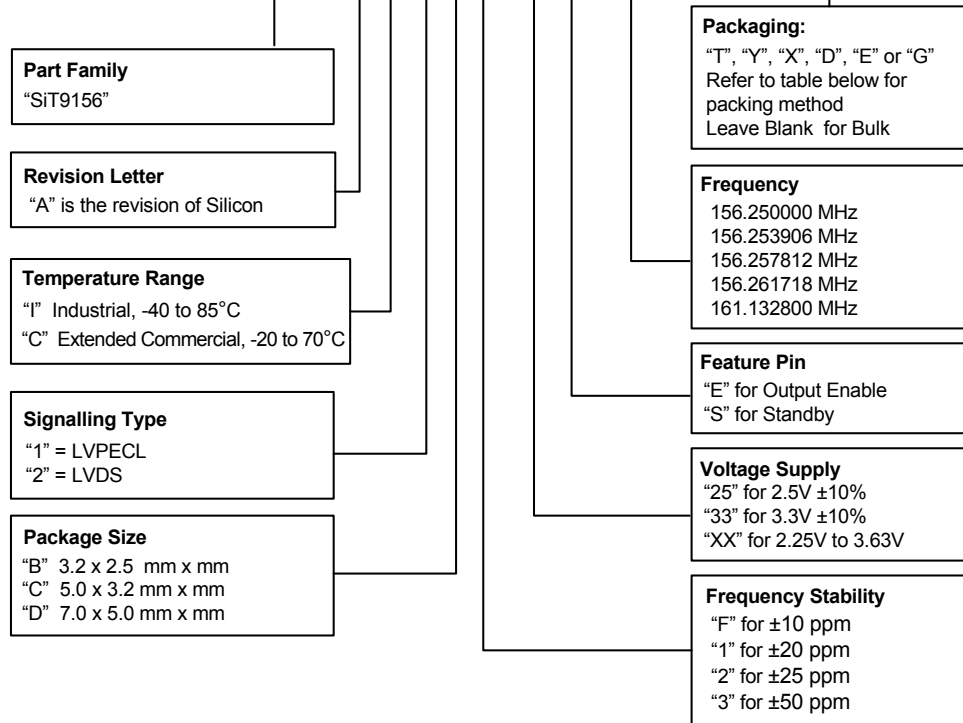 Part Family
“SiT9156”
Revision Letter
“A” is the revision of Silicon
Temperature Range
“I” Industrial, -40 to 85°C
“C” Extended Commercial, -20 to 70°C
Signalling Type
“1” = LVPECL
“2” = LVDS
Package Size
“B” 3.2 x 2.5 mm x mm
“C” 5.0 x 3.2 mm x mm
“D” 7.0 x 5.0 mm x mm
Packaging:
“T”, “Y”, “X”, “D”, “E” or “G”
Refer to table below for
packing method
Leave Blank for Bulk
Frequency
156.250000 MHz
156.253906 MHz
156.257812 MHz
156.261718 MHz
161.132800 MHz
Feature Pin
“E” for Output Enable
“S” for Standby
Voltage Supply
“25” for 2.5V ±10%
“33” for 3.3V ±10%
“XX” for 2.25V to 3.63V
Frequency Stability
“F” for ±10 ppm
“1” for ±20 ppm
“2” for ±25 ppm
“3” for ±50 ppm